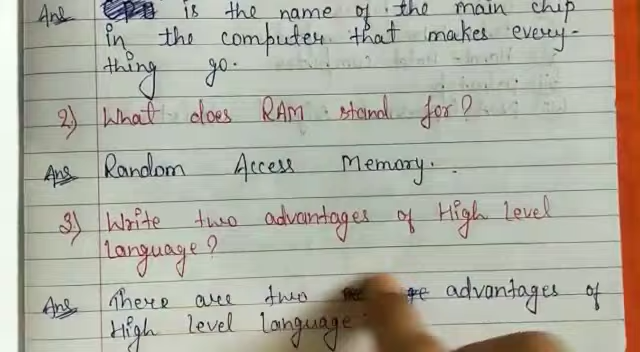 Ans is the name of the main chip
in the computer that makes every-
thing go.
2) What does RAM stand for?
Ans Random Access Memory.
3) Write two advantages of High level
language?
Ans There are two advantages of
High level language